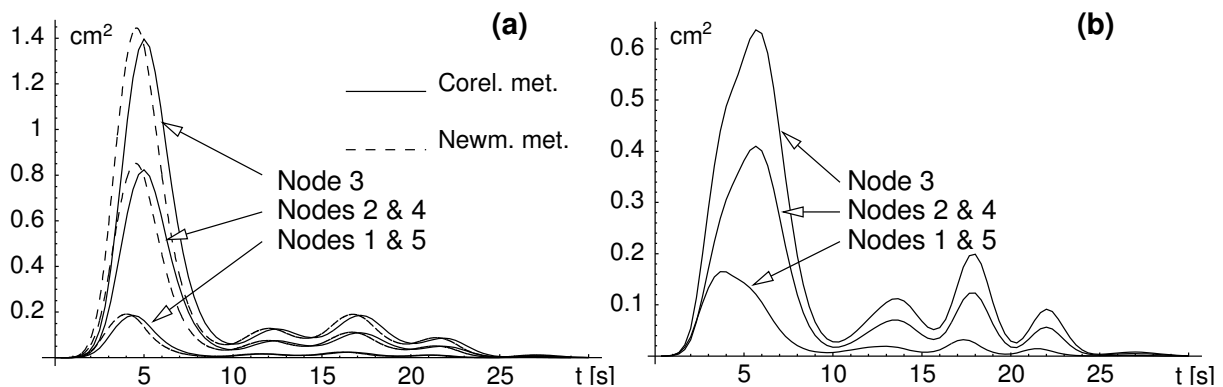 (a)
cm²
1.4
1.2
1
0.8
0.6
0.4
0.2
5
10
15
20
25
t [s]
Corel. met.
Newm. met.
Node 3
Nodes 2 & 4
Nodes 1 & 5
(b)
cm²
0.6
0.5
0.4
0.3
0.2
0.1
5
10
15
20
25
t [s]
Node 3
Nodes 2 & 4
Nodes 1 & 5